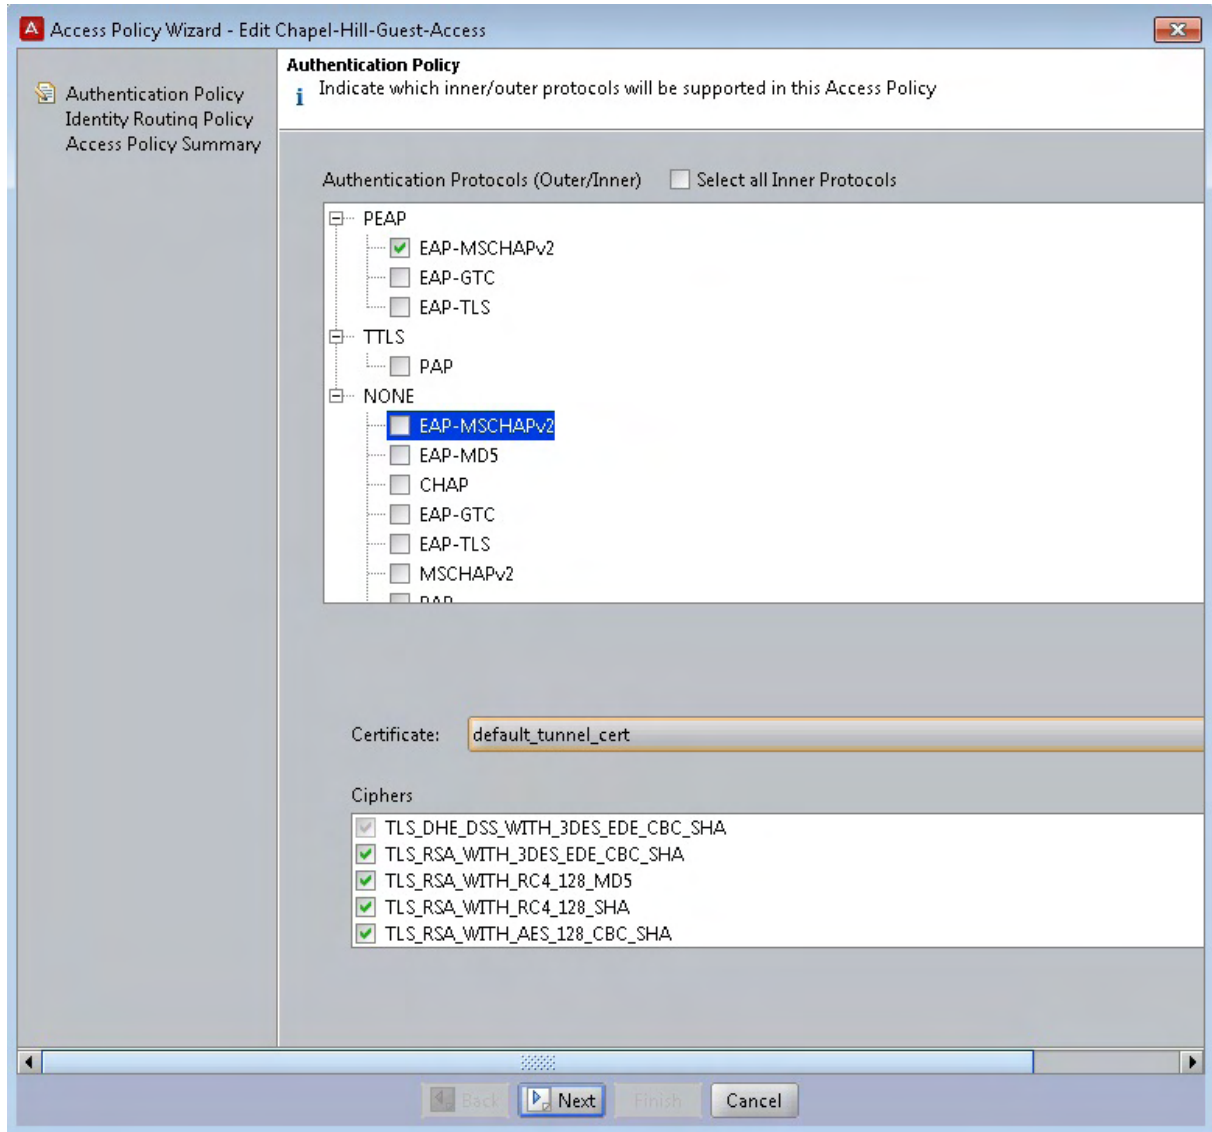 Access Policy Wizard - Edit Chapel-Hill-Guest-Access
Authentication Policy
Identity Routing Policy
Access Policy Summary
Authentication Policy
Indicate which inner/outer protocols will be supported in this Access Policy
Authentication Protocols (Outer/Inner) Select all Inner Protocols
PEAP
EAP-MSCHAPv2
EAP-GTC
EAP-TLS
TTLS
PAP
NONE
EAP-MSCHAPv2
EAP-MD5
CHAP
EAP-GTC
EAP-TLS
MSCHAPv2
PAP
Certificate: default_tunnel_cert
Ciphers
TLS_DHE_DSS_WITH_3DES_EDE_CBC_SHA
TLS_RSA_WITH_3DES_EDE_CBC_SHA
TLS_RSA_WITH_RC4_128_MD5
TLS_RSA_WITH_RC4_128_SHA
TLS_RSA_WITH_AES_128_CBC_SHA
Back Next Finish Cancel